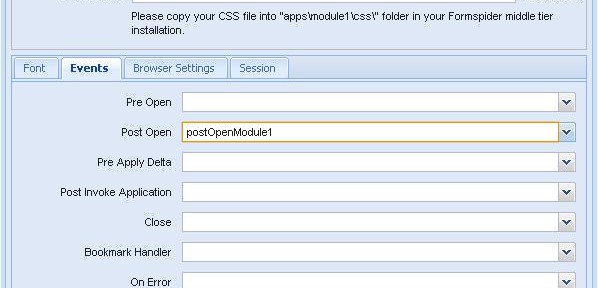 Please copy your CSS file into "apps\module1\css\" folder in your Formspider middle tier
installation.
Font Events Browser Settings Session
Pre Open
Post Open postOpenModule1
Pre Apply Delta
Post Invoke Application
Close
Bookmark Handler
On Error